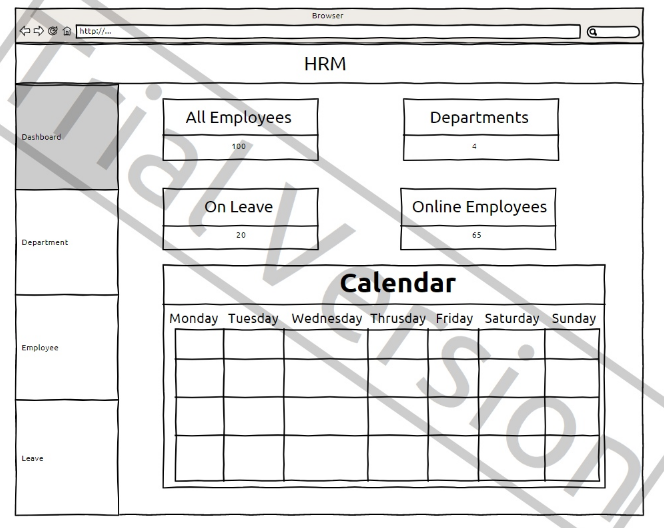 Browser
http://...
HRM
Dashboard
Department
Employee
Leave
All Employees
100
Departments
4
On Leave
20
Online Employees
65
Calendar
Monday Tuesday Wednesday Thrusday Friday Saturday Sunday
Trial Version